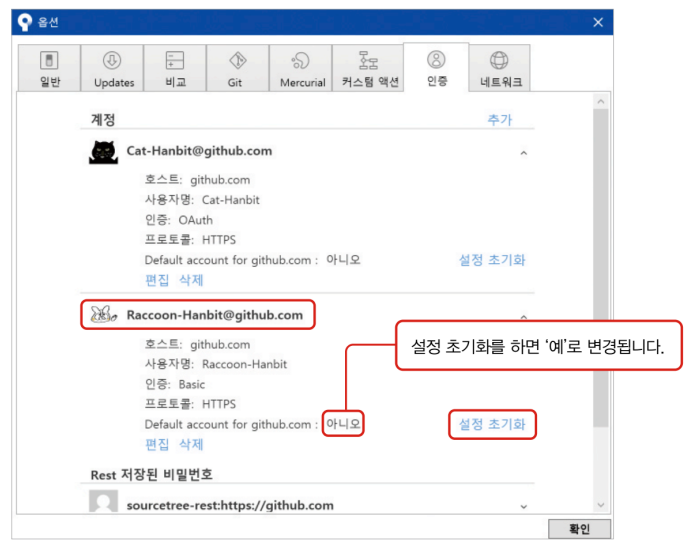 옵션
일반 Updates 비교 Git Mercurial 커스텀 액션 인증 네트워크
계정 추가
Cat-Hanbit@github.com
호스트: github.com
사용자명: Cat-Hanbit
인증: OAuth
프로토콜: HTTPS
Default account for github.com : 아니오 설정 초기화
편집 삭제
Raccoon-Hanbit@github.com
호스트: github.com
설정 초기화를 하면 ‘예’로 변경됩니다.
사용자명: Raccoon-Hanbit
인증: Basic
프로토콜: HTTPS
Default account for github.com : 아니오 설정 초기화
편집 삭제
Rest 저장된 비밀번호
sourcetree-rest:https://github.com
확인